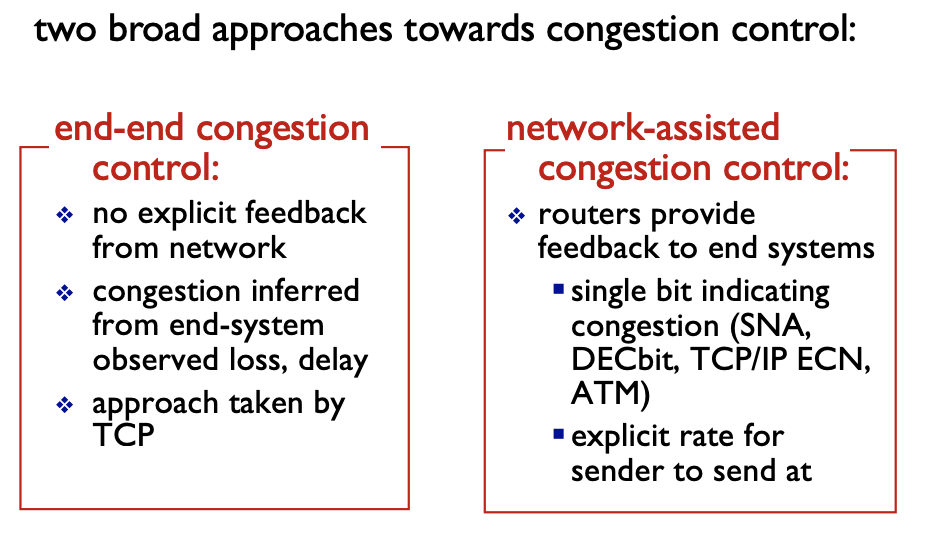 two broad approaches towards congestion control:
end-end congestion
control:
❖ no explicit feedback
from network
❖ congestion inferred
from end-system
observed loss, delay
❖ approach taken by
TCP
network-assisted
congestion control:
❖ routers provide
feedback to end systems
▪ single bit indicating
congestion (SNA,
DECbit, TCP/IP ECN,
ATM)
▪ explicit rate for
sender to send at